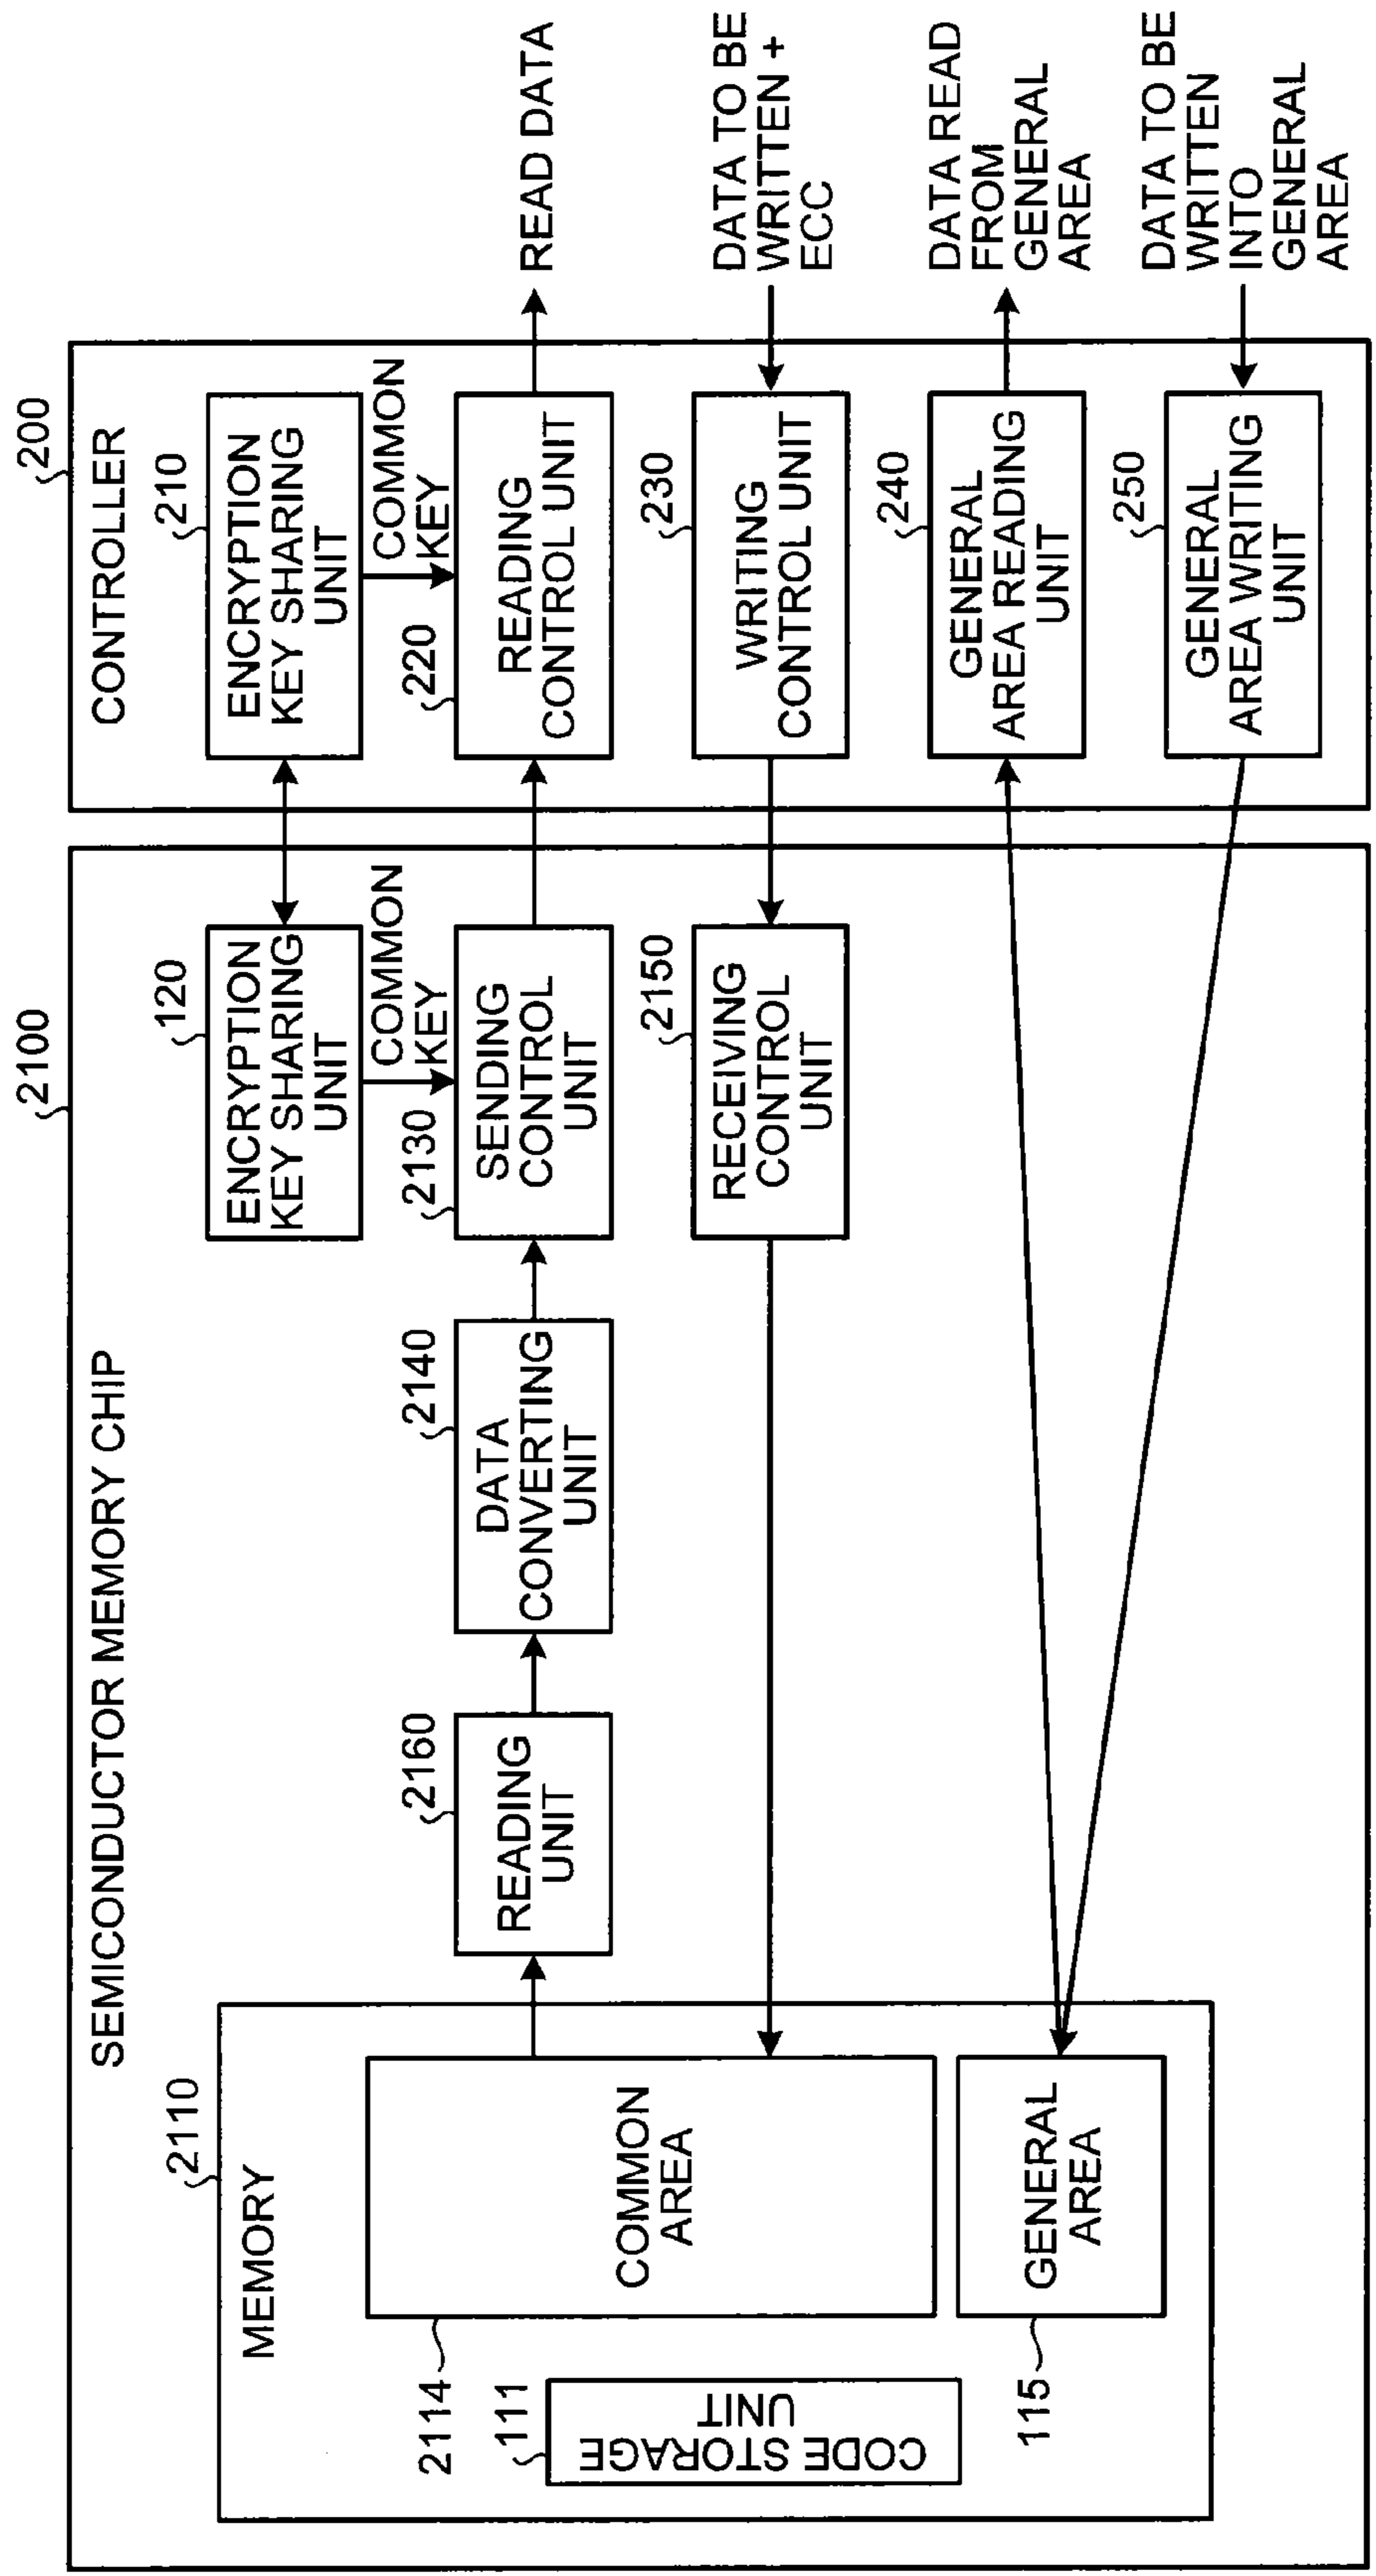 2100
SEMICONDUCTOR MEMORY CHIP
2110
MEMORY
2114
COMMON
AREA
111
CODE STORAGE
UNIT
115
GENERAL
AREA
2160
READING
UNIT
2140
DATA
CONVERTING
UNIT
120
ENCRYPTION
KEY SHARING
UNIT
COMMON
KEY
2130
SENDING
CONTROL
UNIT
2150
RECEIVING
CONTROL
UNIT
200
CONTROLLER
210
ENCRYPTION
KEY SHARING
UNIT
COMMON
KEY
220
READING
CONTROL UNIT
230
WRITING
CONTROL UNIT
240
GENERAL
AREA READING
UNIT
250
GENERAL
AREA WRITING
UNIT
READ DATA
DATA TO BE
WRITTEN +
ECC
DATA READ
FROM
GENERAL
AREA
DATA TO BE
WRITTEN
INTO
GENERAL
AREA